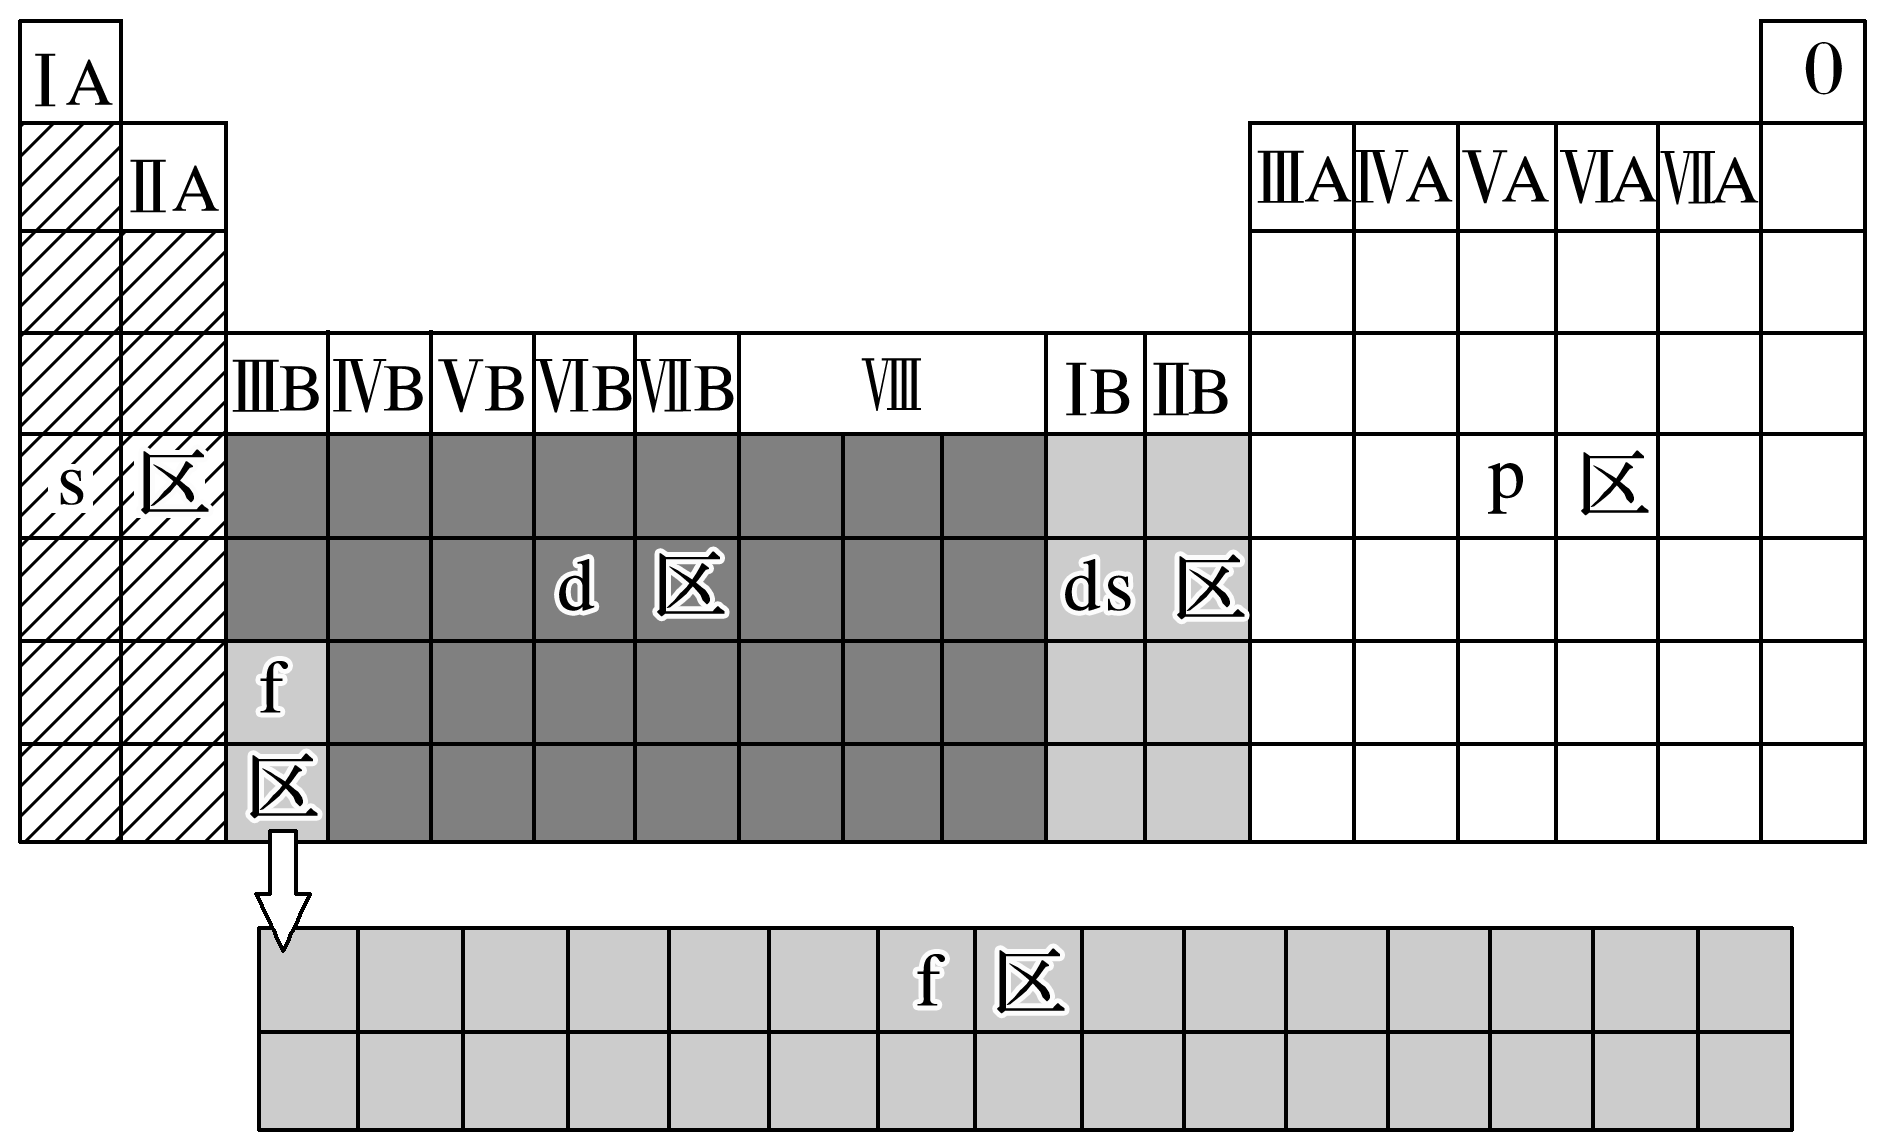 ⅠA 0
ⅡA ⅢA ⅣA ⅤA ⅥA ⅦA
ⅢB ⅣB ⅤB ⅥB ⅦB Ⅷ ⅠB ⅡB
s 区 p 区
d 区 ds 区
f
区
f 区